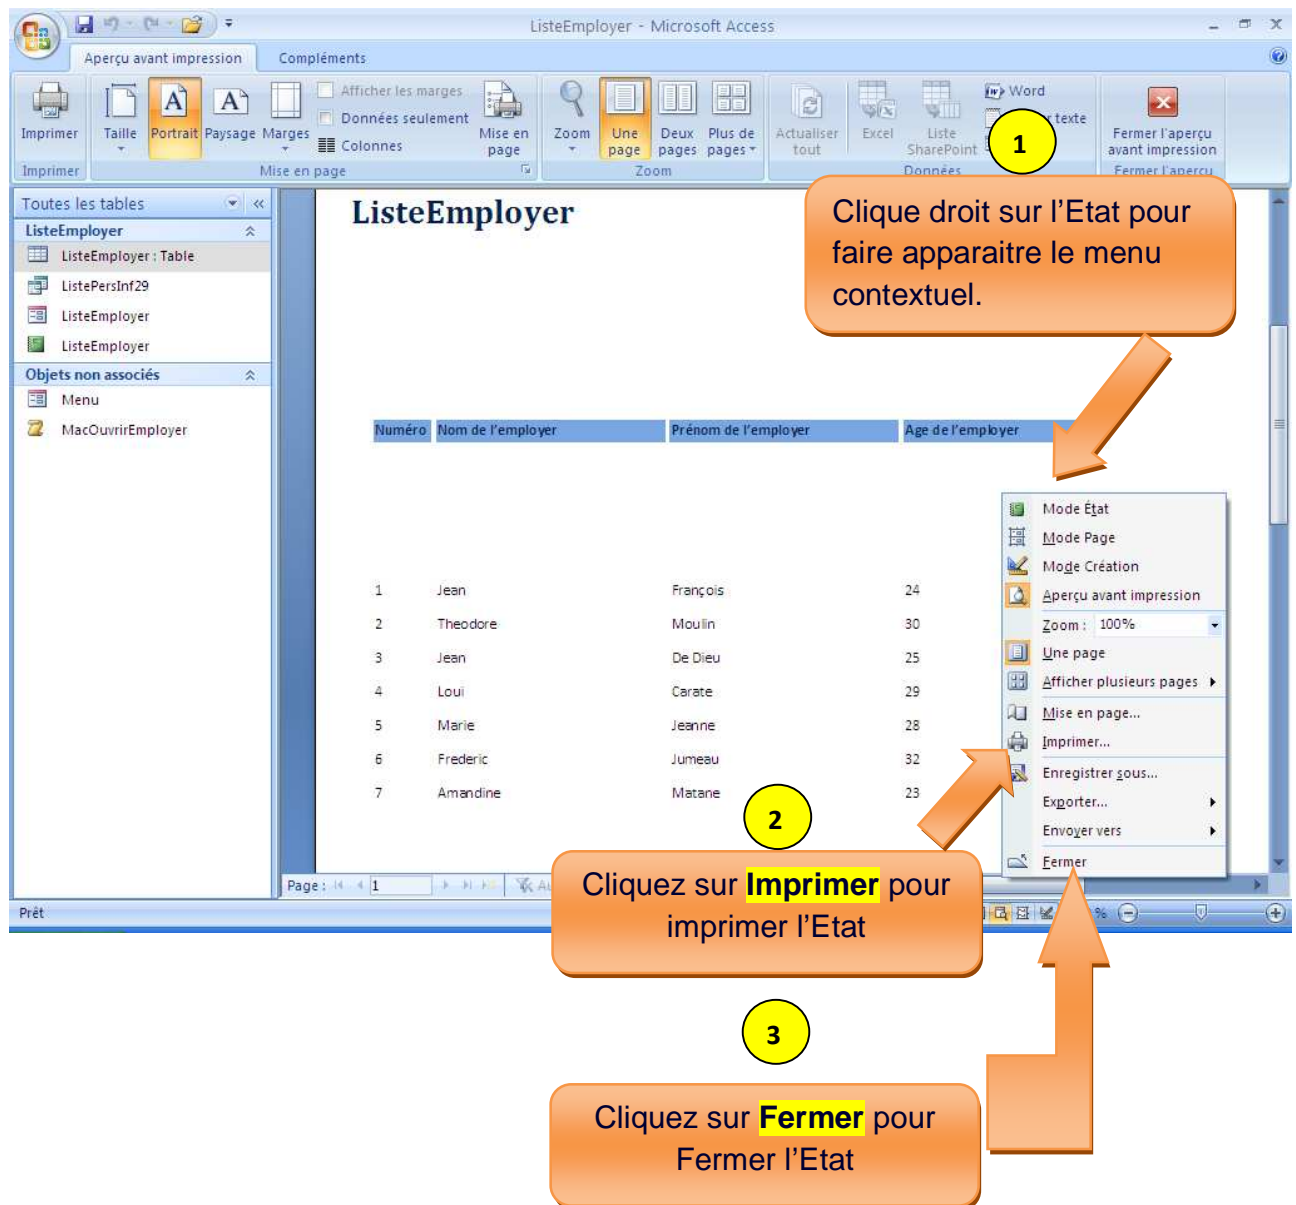 ListeEmployer - Microsoft Access
Aperçu avant impression Compléments
Imprimer Taille Portrait Paysage Marges
Afficher les marges
Données seulement
Colonnes
Mise en page
Zoom Une page Deux pages Plus de pages
Actualiser tout
Excel Liste SharePoint
Word
texte
Fermer l'aperçu avant impression
Imprimer Mise en page Zoom Données Fermer l'aperçu
1
Clique droit sur l’Etat pour
faire apparaitre le menu
contextuel.
Toutes les tables
ListeEmployer
ListeEmployer : Table
ListePersInf29
ListeEmployer
ListeEmployer
Objets non associés
Menu
MacOuvrirEmployer
ListeEmployer
Numéro Nom de l'employer Prénom de l'employer Age de l'employer
1 Jean François 24
2 Theodore Moulin 30
3 Jean De Dieu 25
4 Loui Carate 29
5 Marie Jeanne 28
6 Frederic Jumeau 32
7 Amandine Matane 23
Mode État
Mode Page
Mode Création
Aperçu avant impression
Zoom : 100%
Une page
Afficher plusieurs pages
Mise en page...
Imprimer...
Enregistrer sous...
Exporter...
Envoyer vers
Fermer
2
Cliquez sur Imprimer pour
imprimer l’Etat
Page : 1
Prêt
%
3
Cliquez sur Fermer pour
Fermer l’Etat